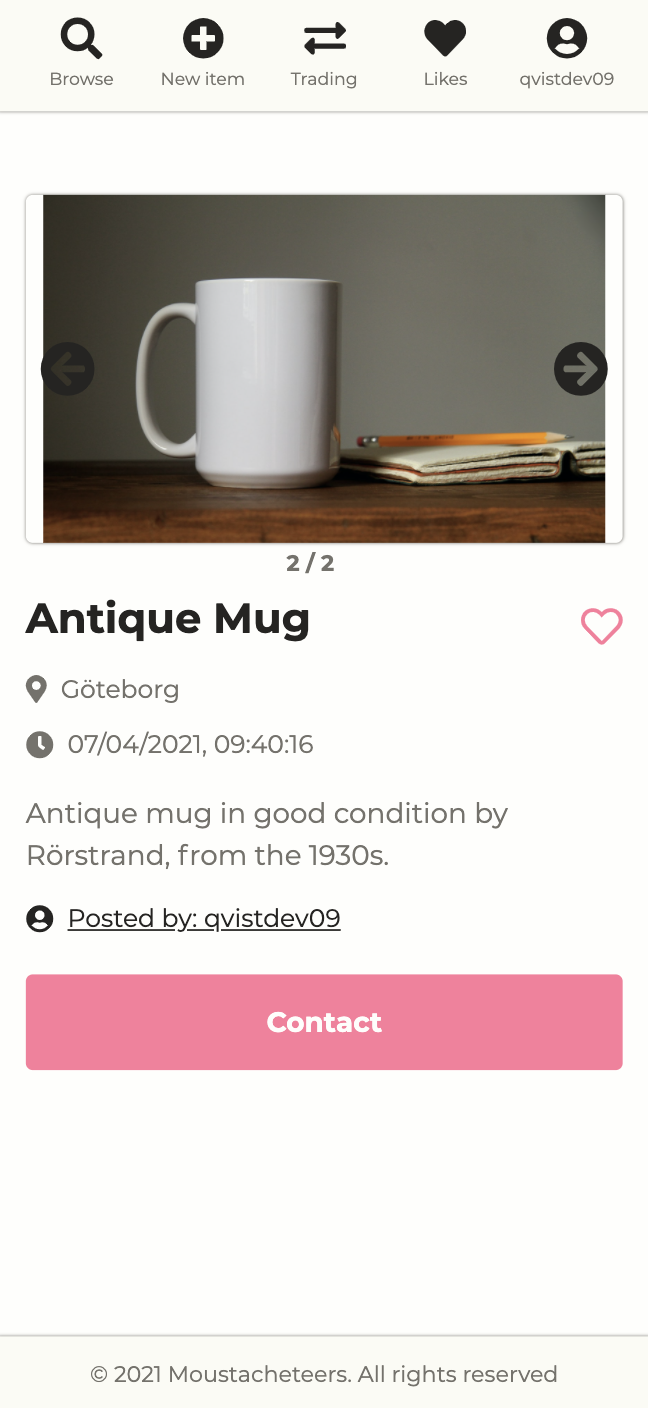 Browse
New item
Trading
Likes
qvistdev09
2 / 2
Antique Mug
Göteborg
07/04/2021, 09:40:16
Antique mug in good condition by
Rörstrand, from the 1930s.
Posted by: qvistdev09
Contact
© 2021 Moustacheteers. All rights reserved